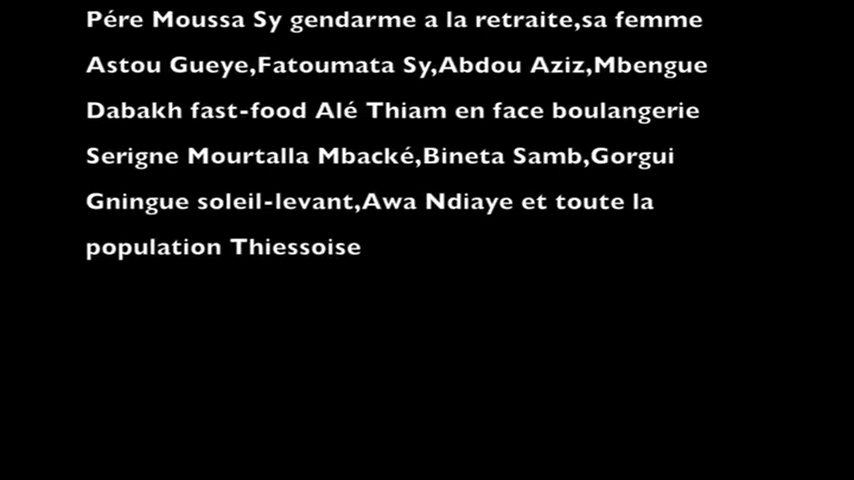 Pére Moussa Sy gendarme a la retraite,sa femme
Astou Gueye,Fatoumata Sy,Abdou Aziz,Mbengue
Dabakh fast-food Alé Thiam en face boulangerie
Serigne Mourtalla Mbacké,Bineta Samb,Gorgui
Gningue soleil-levant,Awa Ndiaye et toute la
population Thiessoise